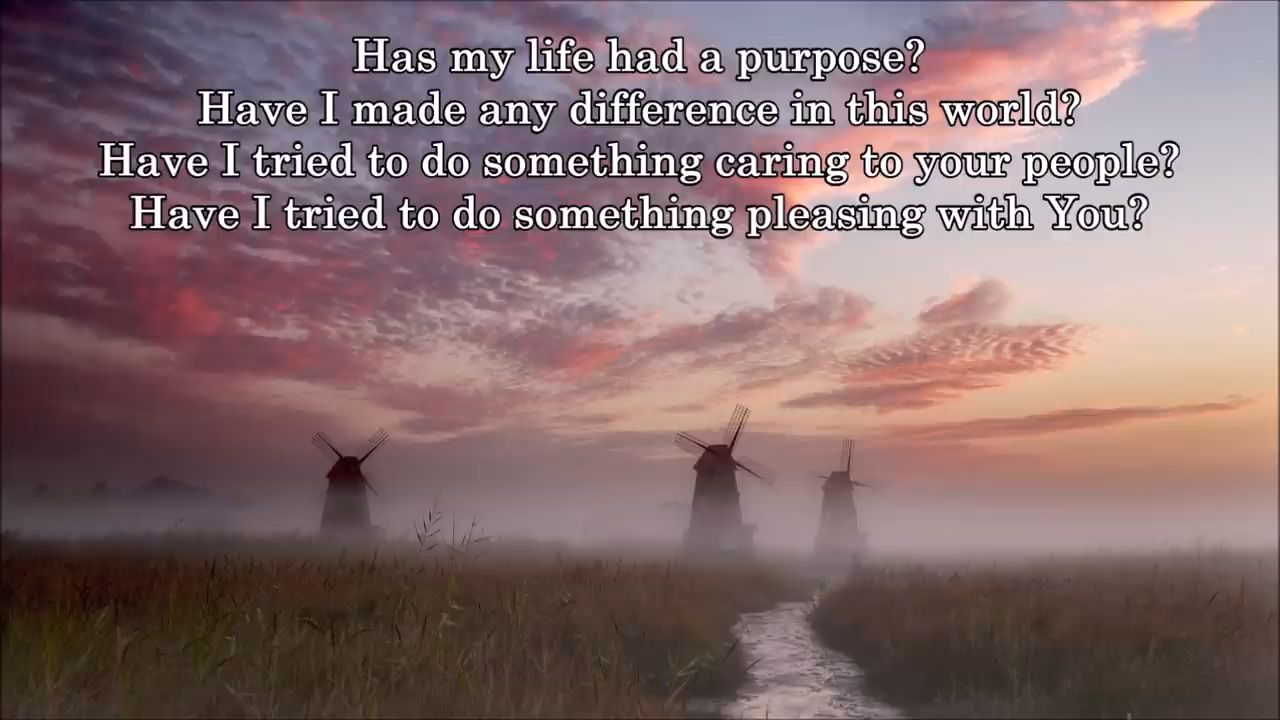 Has my life had a purpose?
Have I made any difference in this world?
Have I tried to do something caring to your people?
Have I tried to do something pleasing with You?